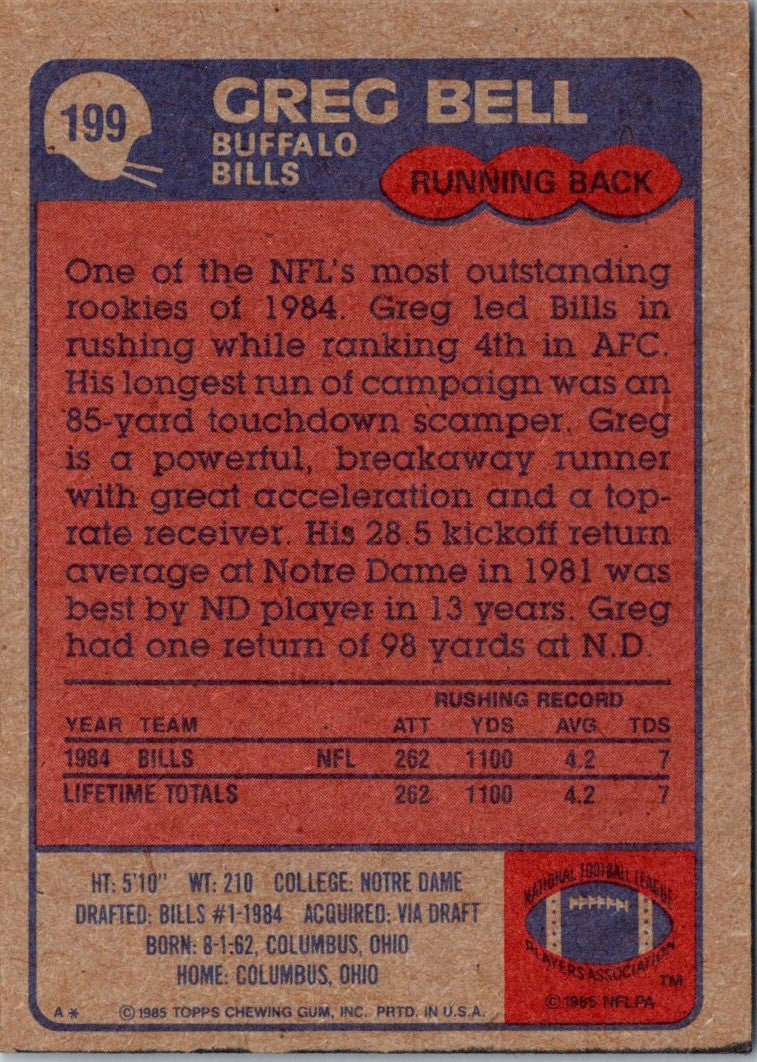 199
GREG BELL
BUFFALO
BILLS
RUNNING BACK
One of the NFL's most outstanding
rookies of 1984. Greg led Bills in
rushing while ranking 4th in AFC.
His longest run of campaign was an
85-yard touchdown scamper. Greg
is a powerful, breakaway runner
with great acceleration and a top-
rate receiver. His 28.5 kickoff return
average at Notre Dame in 1981 was
best by ND player in 13 years. Greg
had one return of 98 yards at N.D.
RUSHING RECORD
YEAR TEAM ATT YDS AVG TDS
1984 BILLS NFL 262 1100 4.2 7
LIFETIME TOTALS 262 1100 4.2 7
HT: 5'10" WT: 210 COLLEGE: NOTRE DAME
DRAFTED: BILLS #1-1984 ACQUIRED: VIA DRAFT
BORN: 8-1-62, COLUMBUS, OHIO
HOME: COLUMBUS, OHIO
A* © 1985 TOPPS CHEWING GUM, INC. PRTD. IN U.S.A.
NATIONAL FOOTBALL LEAGUE
PLAYERS ASSOCIATION
TM
© 1985 NFLPA